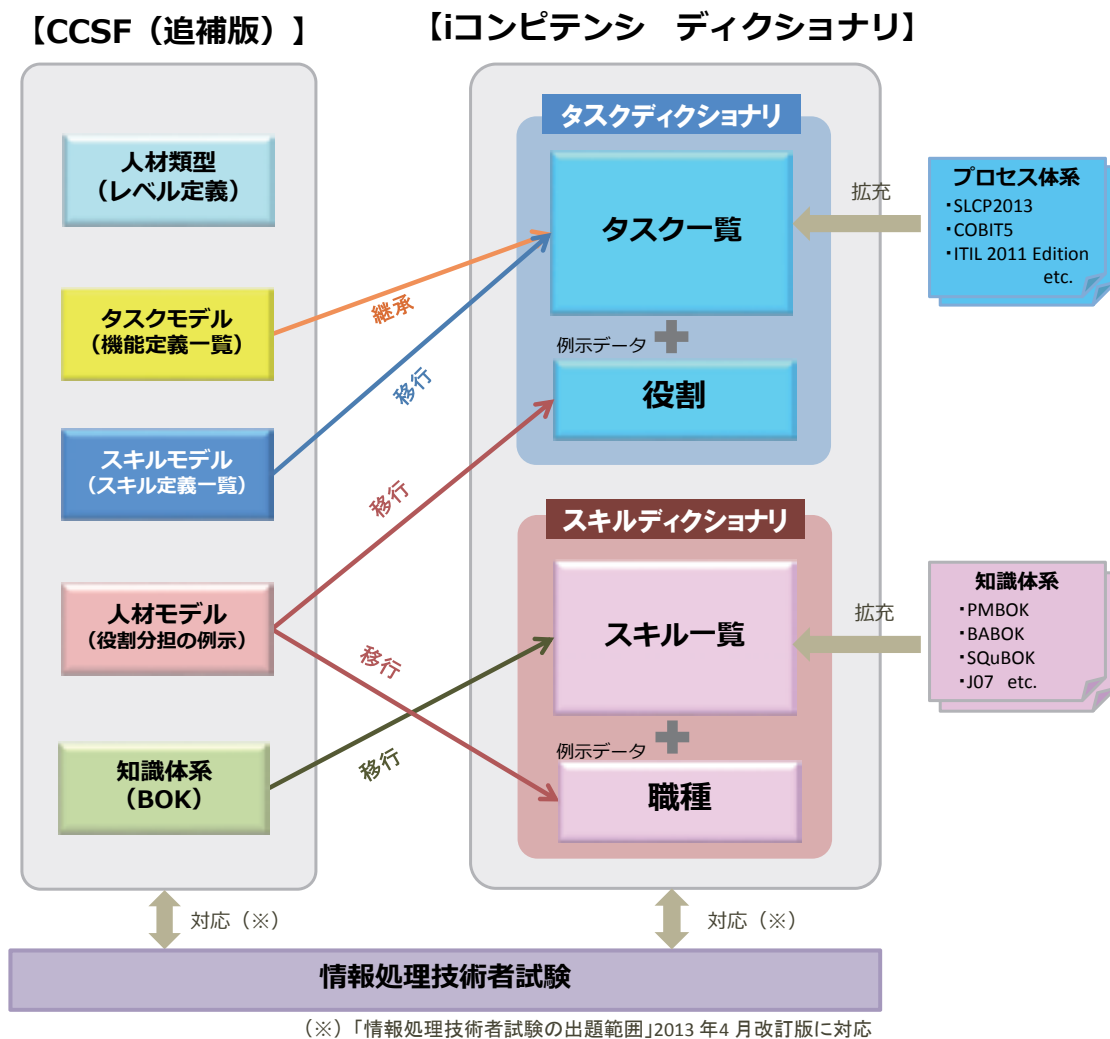 【CCSF（追補版）】
【iコンピテンシ　ディクショナリ】
人材類型
（レベル定義）
タスクモデル
（機能定義一覧）
スキルモデル
（スキル定義一覧）
人材モデル
（役割分担の例示）
知識体系
（BOK）
継承
移行
移行
移行
移行
タスクディクショナリ
タスク一覧
例示データ
役割
スキルディクショナリ
スキル一覧
例示データ
職種
拡充
プロセス体系
・SLCP2013
・COBIT5
・ITIL 2011 Edition
etc.
拡充
知識体系
・PMBOK
・BABOK
・SQuBOK
・J07　etc.
対応（※）
対応（※）
情報処理技術者試験
（※）「情報処理技術者試験の出題範囲」2013 年4 月改訂版に対応